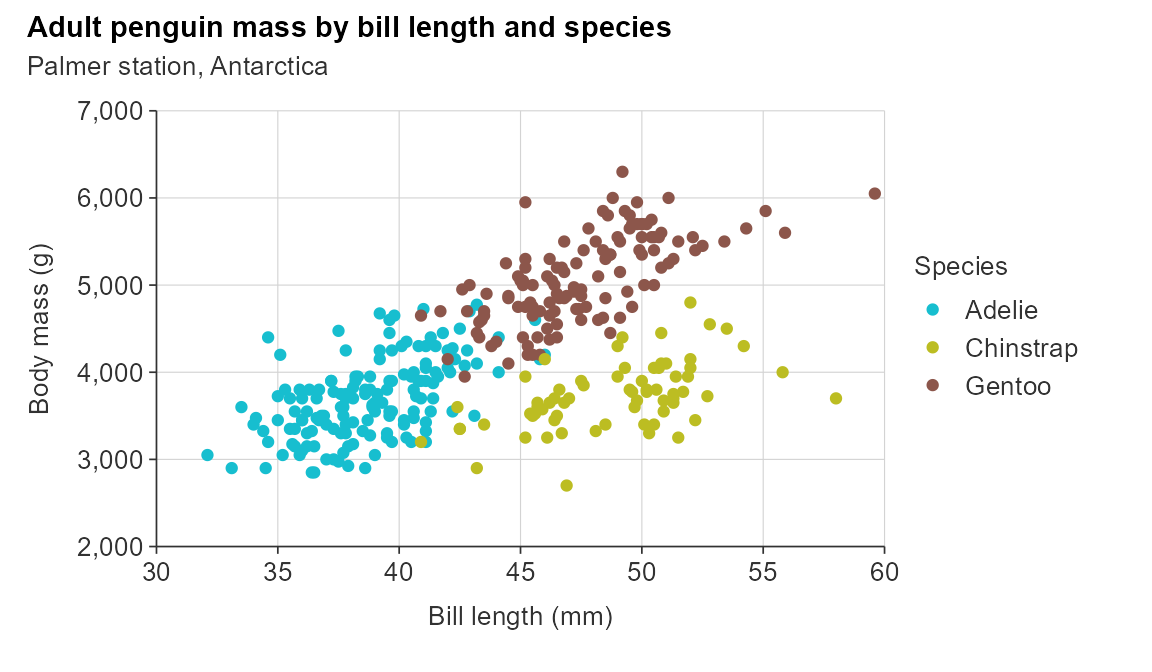 Adult penguin mass by bill length and species
Palmer station, Antarctica
7,000
6,000
5,000
4,000
3,000
2,000
Body mass (g)
30 35 40 45 50 55 60
Bill length (mm)
Species
Adelie
Chinstrap
Gentoo